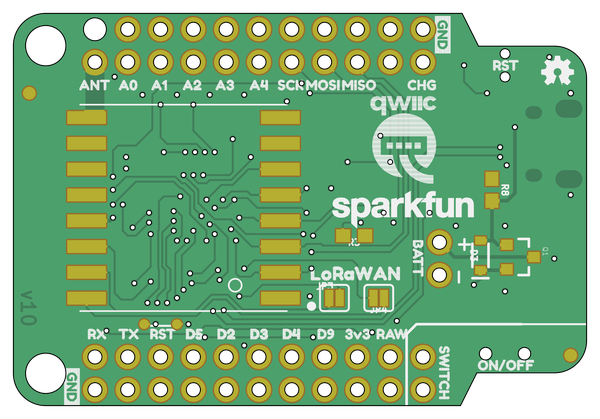 GND
RST
ANT A0 A1 A2 A3 A4 SCK MOSI MISO CHG
qwiic
R8
sparkfun
BATT
+
-
LoRaWAN
JP4
v10
RX TX RST D5 D2 D3 D4 D9 3v3 RAW
SWITCH
ON/OFF
GND